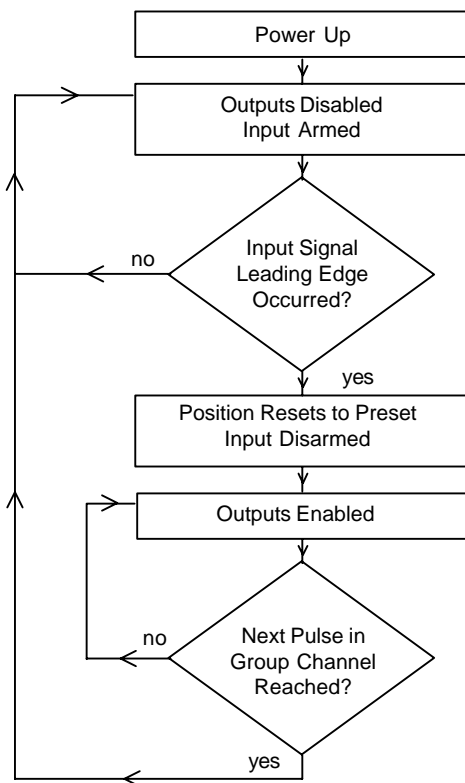 Power Up
Outputs Disabled
Input Armed
Input Signal
Leading Edge
Occurred?
no
yes
Position Resets to Preset
Input Disarmed
Outputs Enabled
Next Pulse in
Group Channel
Reached?
no
yes